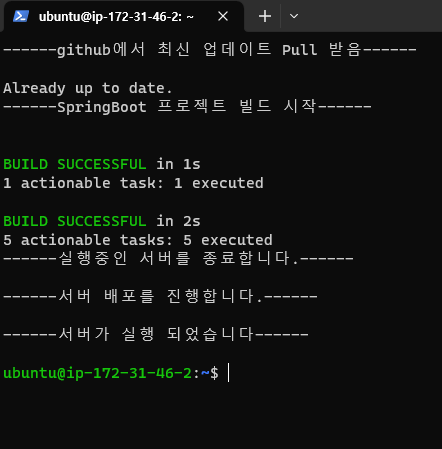 ubuntu@ip-172-31-46-2: ~
------github에서 최신 업데이트 Pull 받음------
Already up to date.
------SpringBoot 프로젝트 빌드 시작------
BUILD SUCCESSFUL in 1s
1 actionable task: 1 executed
BUILD SUCCESSFUL in 2s
5 actionable tasks: 5 executed
------실행중인 서버를 종료합니다.------
------서버 배포를 진행합니다.------
------서버가 실행 되었습니다------
ubuntu@ip-172-31-46-2:~$